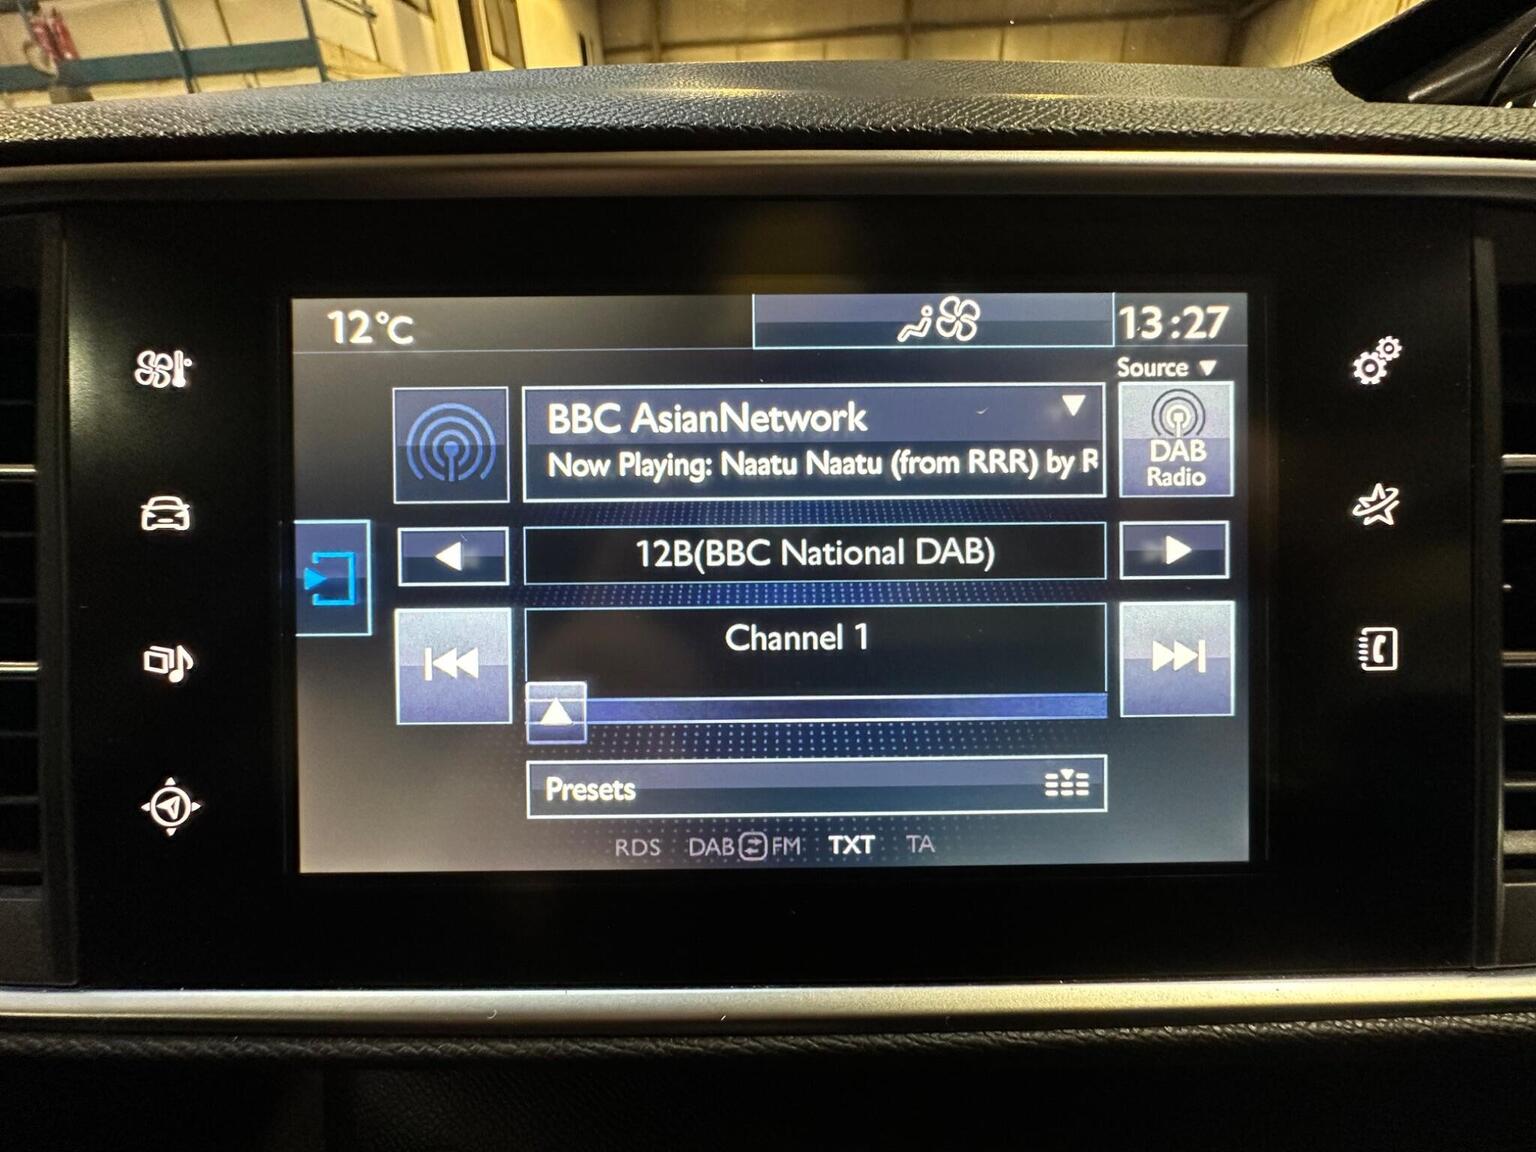 12°C
13:27
Source
BBC AsianNetwork
Now Playing: Naatu Naatu (from RRR) by R
DAB
Radio
12B(BBC National DAB)
Channel 1
Presets
RDS DAB FM TXT TA